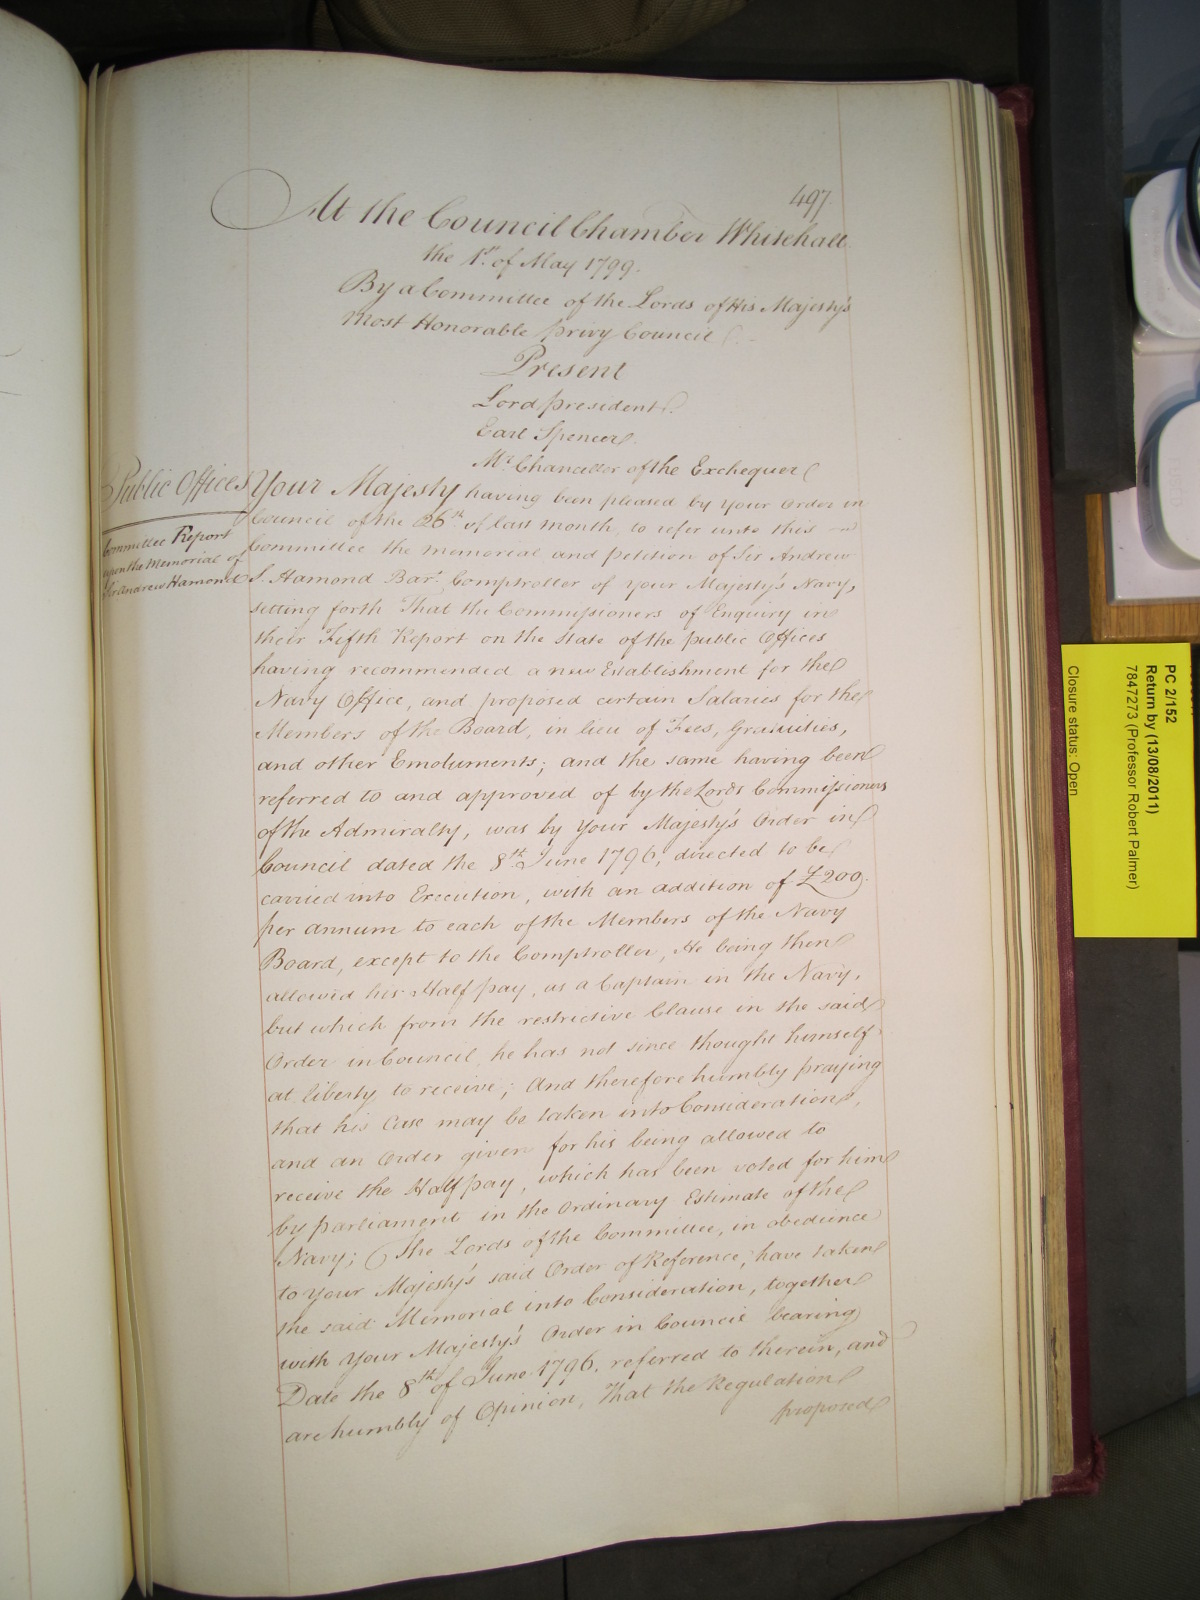 497
At the Council Chamber Whitehall
the 1st. of May 1799.
By a Committee of the Lords of His Majesty's
Most Honorable privy Council
Present
Lord president
Earl Spencer
Mr. Chancellor of the Exchequer
Public Offices
Committee Report
upon the Memorial of
Sir Andrew Hamond
Your Majesty having been pleased by Your Order in
Council of the 26th of last month, to refer unto this
Committee the memorial and petition of Sir Andrew
S. Hamond Bart. Comptroller of Your Majesty's Navy,
setting forth That the Commissioners of Enquiry in
their Fifth Report on the State of the public Offices
having recommended a new Establishment for the
Navy Office, and proposed certain Salaries for the
Members of the Board, in lieu of Fees, Gratuities,
and other Emoluments; and the same having been
referred to and approved of by the Lords Commissioners
of the Admiralty, was by Your Majesty's Order in
Council dated the 8th June 1796, directed to be
carried into Execution, with an addition of £200.
per annum to each of the Members of the Navy
Board, except to the Comptroller, He being then
allowed his Half pay, as a Captain in the Navy,
but which from the restrictive Clause in the said
Order in Council, he has not since thought himself
at liberty to receive; And therefore humbly praying
that his Case may be taken into Consideration,
and an Order given for his being allowed to
receive the Half pay, which has been voted for him
by parliament in the Ordinary Estimate of the
Navy; The Lords of the Committee, in obedience
to Your Majesty's said Order of Reference, have taken
the said Memorial into Consideration, together
with Your Majesty's Order in Council bearing
Date the 8th of June 1796. referred to therein, and
are humbly of Opinion, That the Regulation
proposed
PC 2/152
Return by (13/08/2011)
7847273 (Professor Robert Palmer)
Closure status: Open